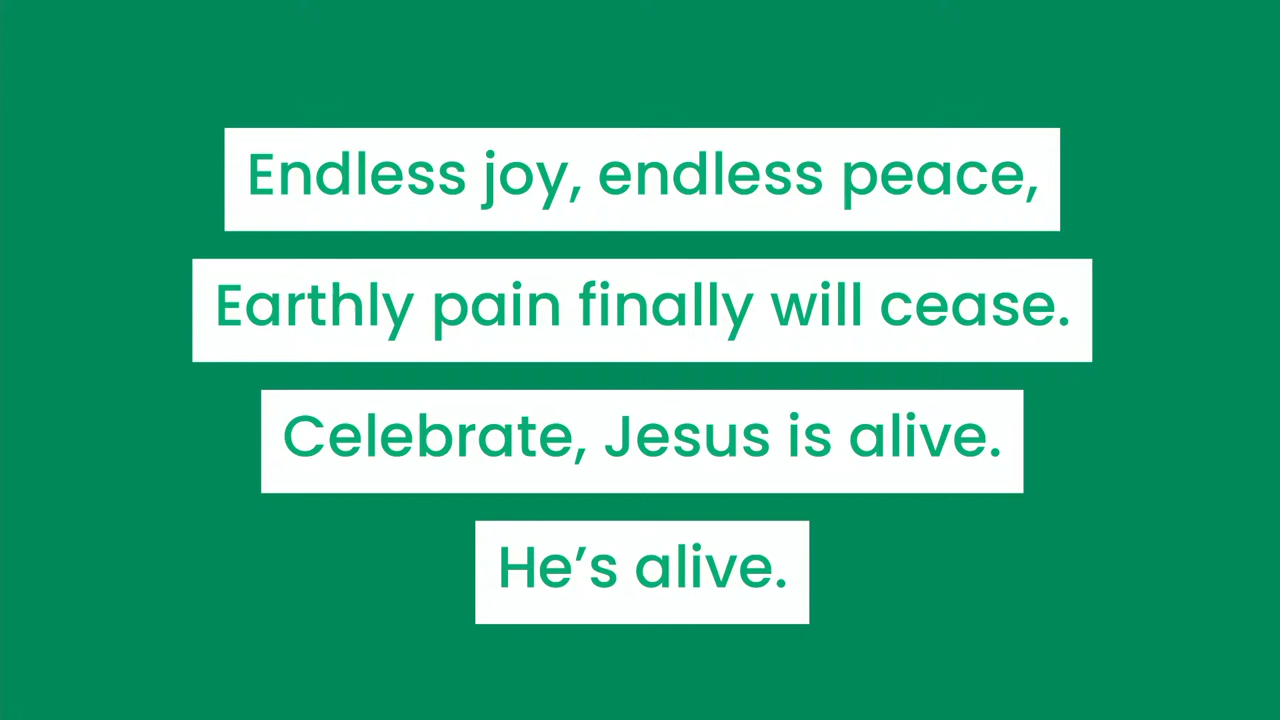 Endless joy, endless peace,
Earthly pain finally will cease.
Celebrate, Jesus is alive.
He’s alive.